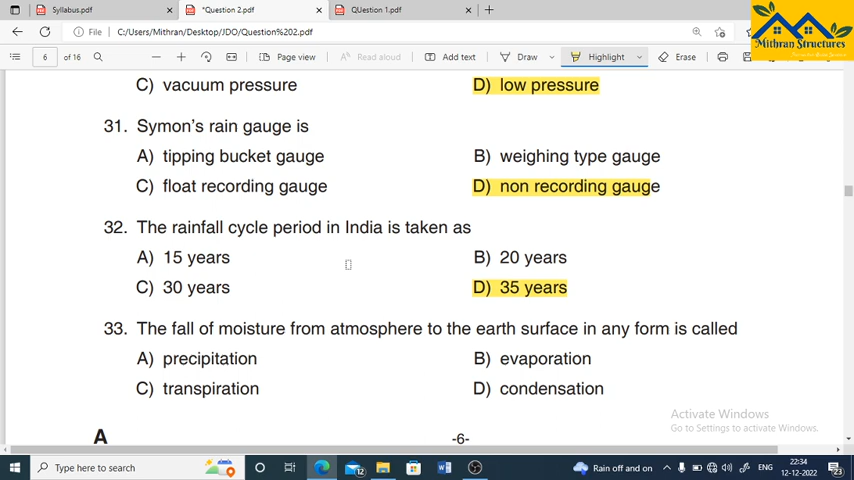 Syllabus.pdf
*Question 2.pdf
QUestion 1.pdf
File
C:/Users/Mithran/Desktop/JDO/Question%202.pdf
6 of 16
Page view
Read aloud
Add text
Draw
Highlight
Erase
Mithran Structures
C) vacuum pressure D) low pressure
31. Symon's rain gauge is
A) tipping bucket gauge B) weighing type gauge
C) float recording gauge D) non recording gauge
32. The rainfall cycle period in India is taken as
A) 15 years B) 20 years
C) 30 years D) 35 years
33. The fall of moisture from atmosphere to the earth surface in any form is called
A) precipitation B) evaporation
C) transpiration D) condensation
A -6-
Activate Windows
Go to Settings to activate Windows.
Type here to search
12
Rain off and on
ENG
22:34
12-12-2022
23